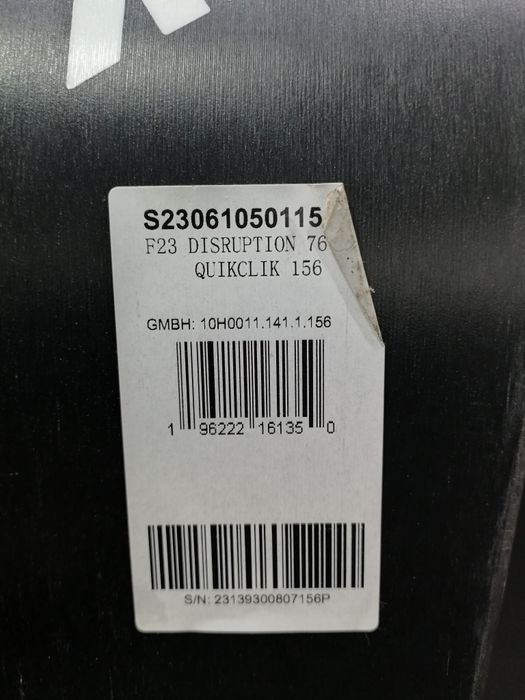 S23061050115
F23 DISRUPTION 76
QUIKCLIK 156
GMBH: 10H0011.141.1.156
1 96222 16135 0
S/N: 23139300807156P